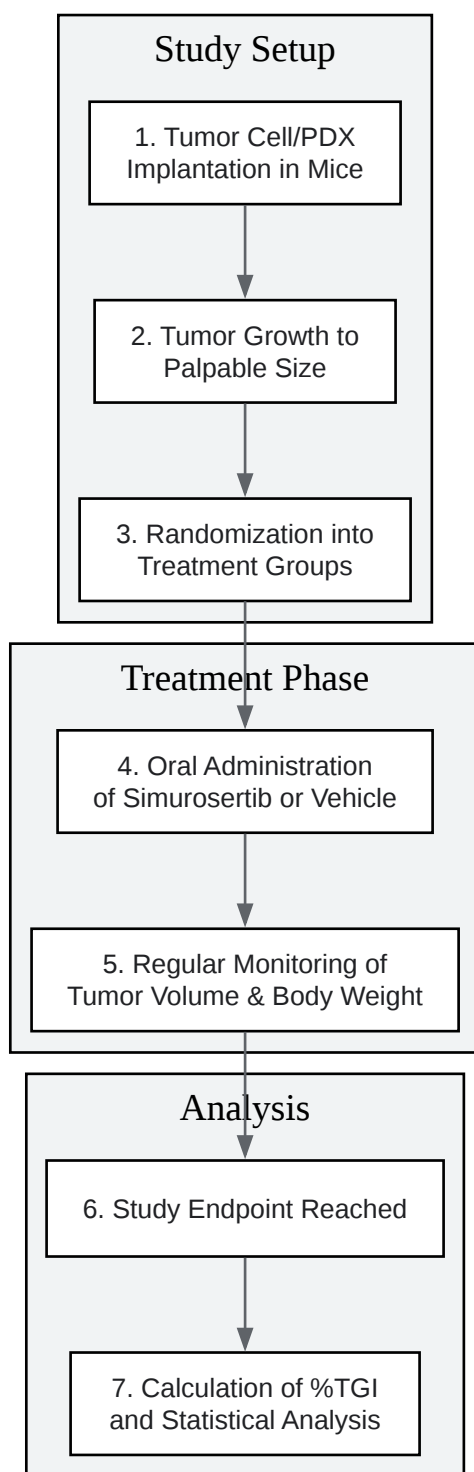 Study Setup
1. Tumor Cell/PDX
Implantation in Mice
2. Tumor Growth to
Palpable Size
3. Randomization into
Treatment Groups
Treatment Phase
4. Oral Administration
of Simurosertib or Vehicle
5. Regular Monitoring of
Tumor Volume & Body Weight
Analysis
6. Study Endpoint Reached
7. Calculation of %TGI
and Statistical Analysis